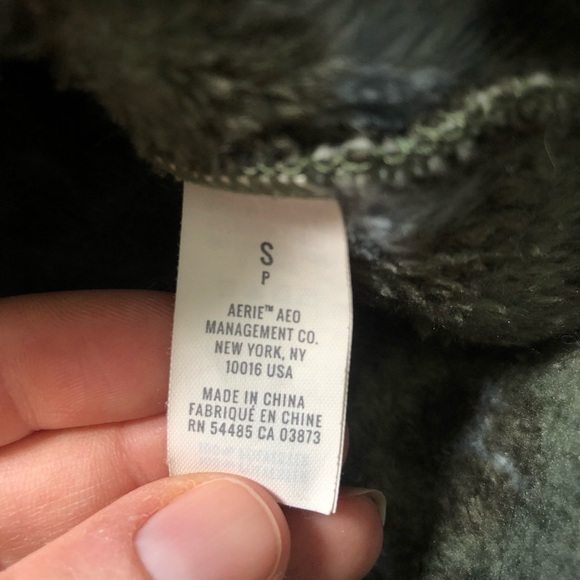 S
P
AERIE™ AEO
MANAGEMENT CO.
NEW YORK, NY
10016 USA
MADE IN CHINA
FABRIQUÉ EN CHINE
RN 54485 CA 03873